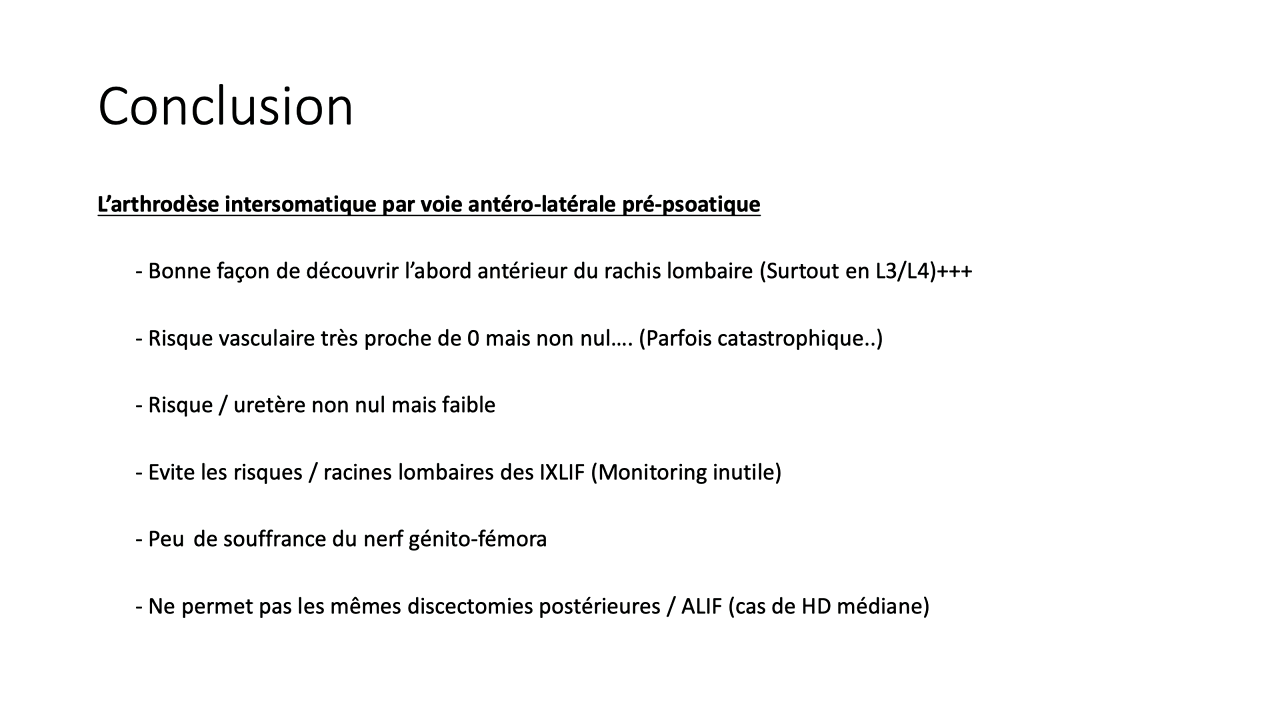 Conclusion
L’arthrodèse intersomatique par voie antéro-latérale pré-psoatique
- Bonne façon de découvrir l’abord antérieur du rachis lombaire (Surtout en L3/L4)+++
- Risque vasculaire très proche de 0 mais non nul…. (Parfois catastrophique..)
- Risque / uretère non nul mais faible
- Evite les risques / racines lombaires des IXLIF (Monitoring inutile)
- Peu de souffrance du nerf génito-fémora
- Ne permet pas les mêmes discectomies postérieures / ALIF (cas de HD médiane)